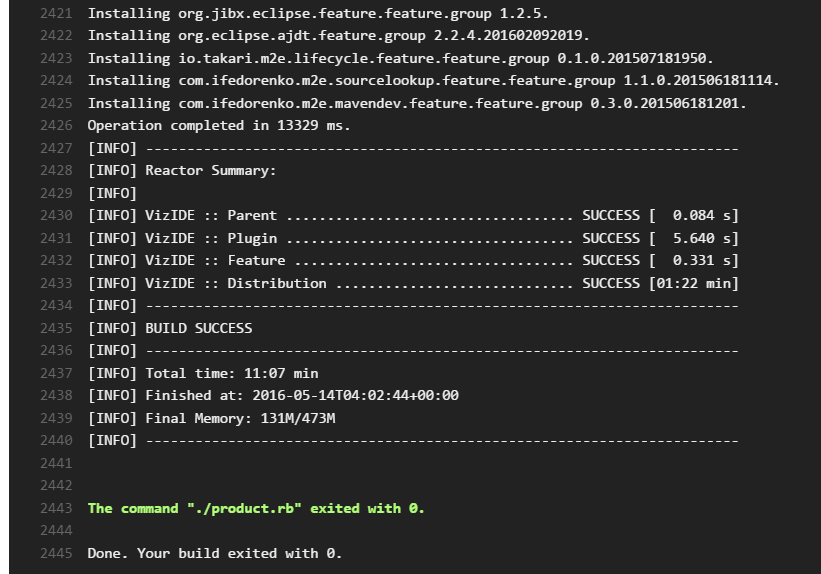 2421 Installing org.jibx.eclipse.feature.feature.group 1.2.5.
2422 Installing org.eclipse.ajdt.feature.group 2.2.4.201602092019.
2423 Installing io.takari.m2e.lifecycle.feature.feature.group 0.1.0.201507181950.
2424 Installing com.ifedorenko.m2e.sourcelookup.feature.feature.group 1.1.0.201506181114.
2425 Installing com.ifedorenko.m2e.mavendev.feature.feature.group 0.3.0.201506181201.
2426 Operation completed in 13329 ms.
2427 [INFO] ------------------------------------------------------------------------
2428 [INFO] Reactor Summary:
2429 [INFO]
2430 [INFO] VizIDE :: Parent ................................... SUCCESS [  0.084 s]
2431 [INFO] VizIDE :: Plugin ................................... SUCCESS [  5.640 s]
2432 [INFO] VizIDE :: Feature .................................. SUCCESS [  0.331 s]
2433 [INFO] VizIDE :: Distribution ............................. SUCCESS [01:22 min]
2434 [INFO] ------------------------------------------------------------------------
2435 [INFO] BUILD SUCCESS
2436 [INFO] ------------------------------------------------------------------------
2437 [INFO] Total time: 11:07 min
2438 [INFO] Finished at: 2016-05-14T04:02:44+00:00
2439 [INFO] Final Memory: 131M/473M
2440 [INFO] ------------------------------------------------------------------------
2441
2442
2443 The command "./product.rb" exited with 0.
2444
2445 Done. Your build exited with 0.